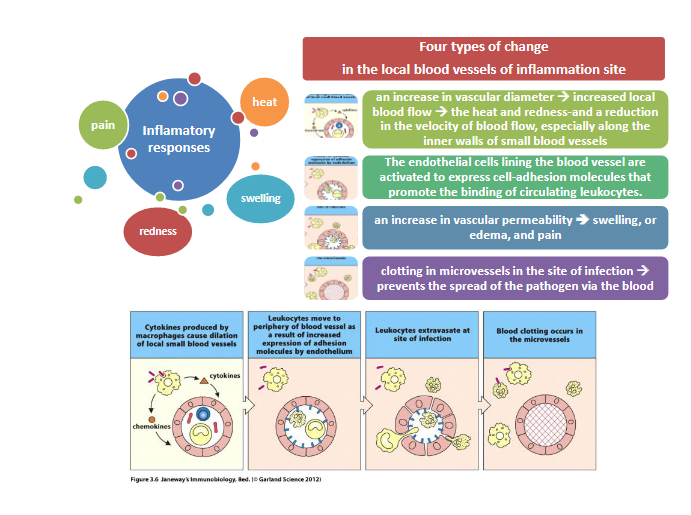 Four types of change
in the local blood vessels of inflammation site
pain
heat
Inflamatory
responses
swelling
redness
an increase in vascular diameter → increased local
blood flow → the heat and redness-and a reduction
in the velocity of blood flow, especially along the
inner walls of small blood vessels
The endothelial cells lining the blood vessel are
activated to express cell-adhesion molecules that
promote the binding of circulating leukocytes.
an increase in vascular permeability → swelling, or
edema, and pain
clotting in microvessels in the site of infection →
prevents the spread of the pathogen via the blood
Cytokines produced by
macrophages cause dilation
of local small blood vessels
Leukocytes move to
periphery of blood vessel as
a result of increased
expression of adhesion
molecules by endothelium
Leukocytes extravasate at
site of infection
Blood clotting occurs in
the microvessels
cytokines
chemokines
Figure 3.6 Janeway's Immunobiology, 8ed. (© Garland Science 2012)